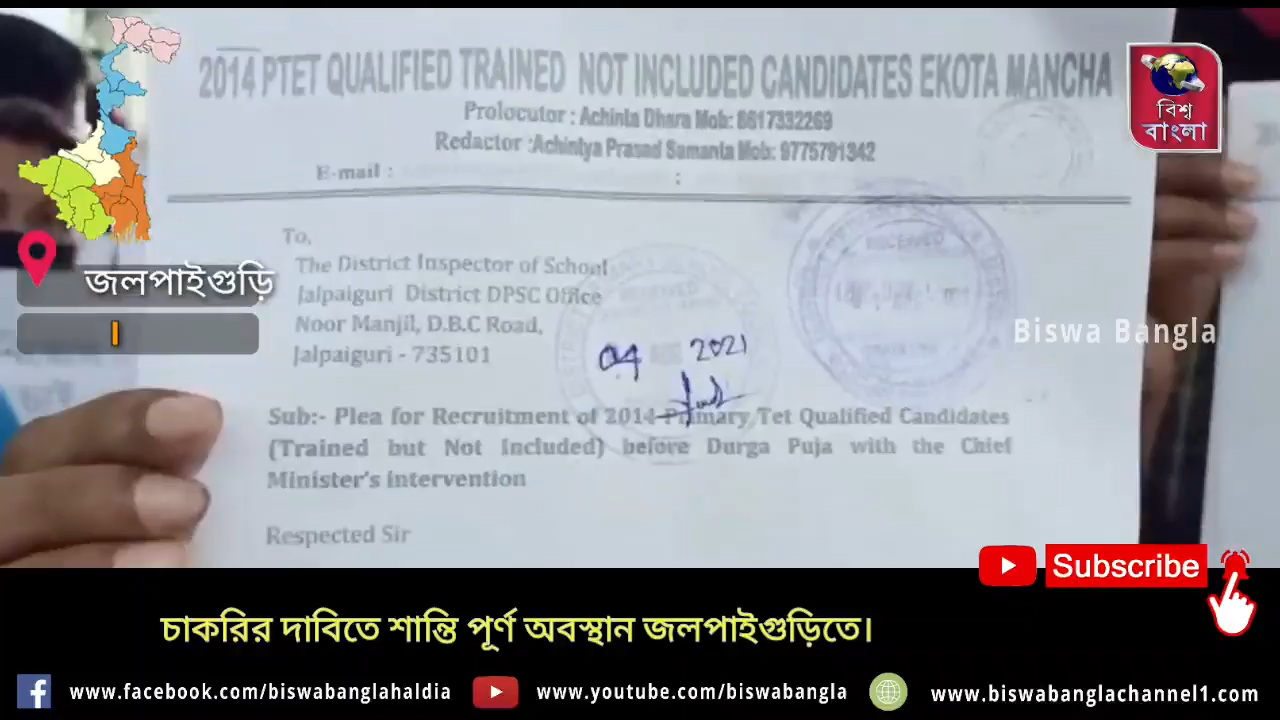 2014 PTET QUALIFIED TRAINED NOT INCLUDED CANDIDATES EKOTA MANCHA
Prolocutor : Achinta Dhara Mob: 8617332269
Redactor :Achintya Prasad Samanta Mob: 9775791342
E-mail :
বিশ্ব
বাংলা
To,
The District Inspector of School
Jalpaiguri District DPSC Office
Noor Manjil, D.B.C Road,
Jalpaiguri - 735101
RECEIVED
04 2021
জলপাইগুড়ি
Biswa Bangla
Sub:- Plea for Recruitment of 2014 Primary Tet Qualified Candidates
(Trained but Not Included) before Durga Puja with the Chief
Minister's intervention
Respected Sir
Subscribe
চাকরির দাবিতে শান্তি পূর্ণ অবস্থান জলপাইগুড়িতে।
www.facebook.com/biswabanglahaldia
www.youtube.com/biswabangla
www.biswabanglachannel1.com